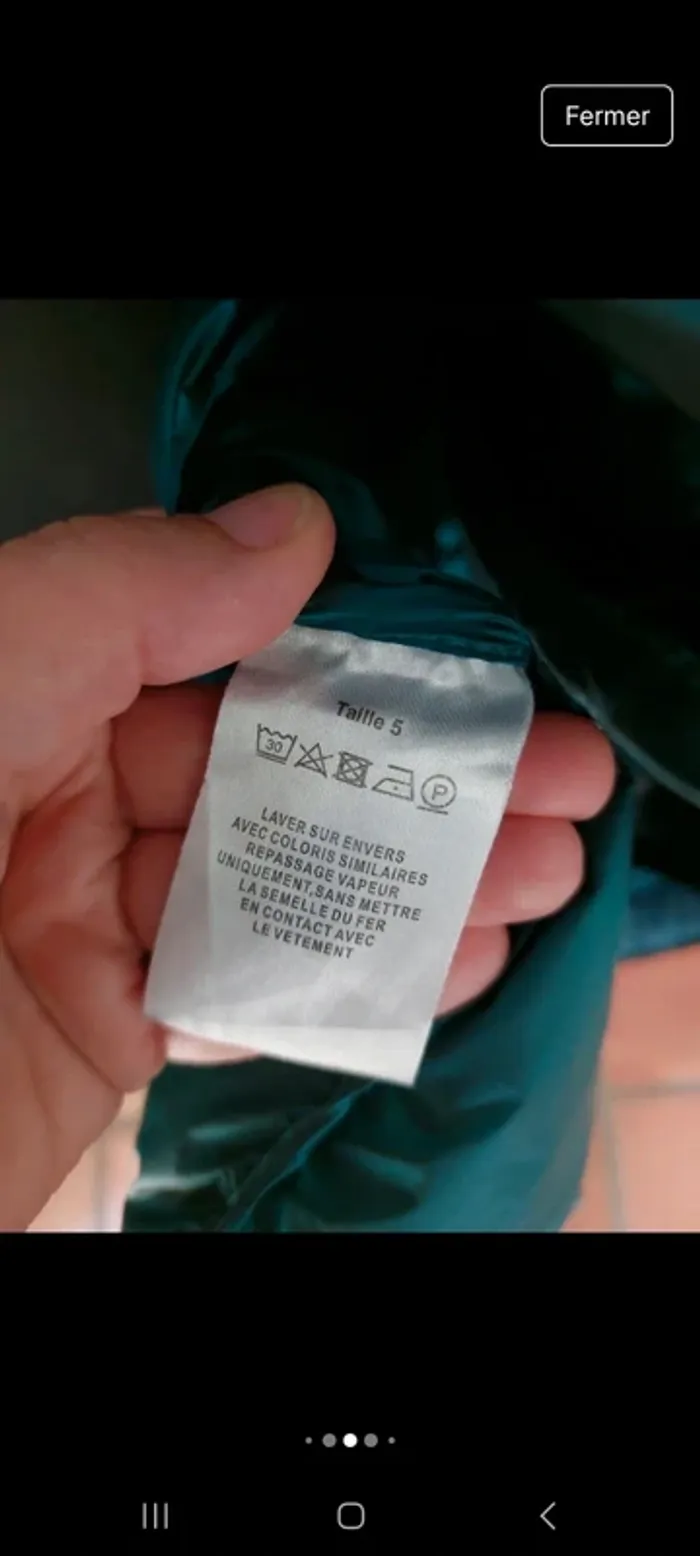 Fermer
Taille 5
30 P
LAVER SUR ENVERS
AVEC COLORIS SIMILAIRES
REPASSAGE VAPEUR
UNIQUEMENT,SANS METTRE
LA SEMELLE DU FER
EN CONTACT AVEC
LE VETEMENT